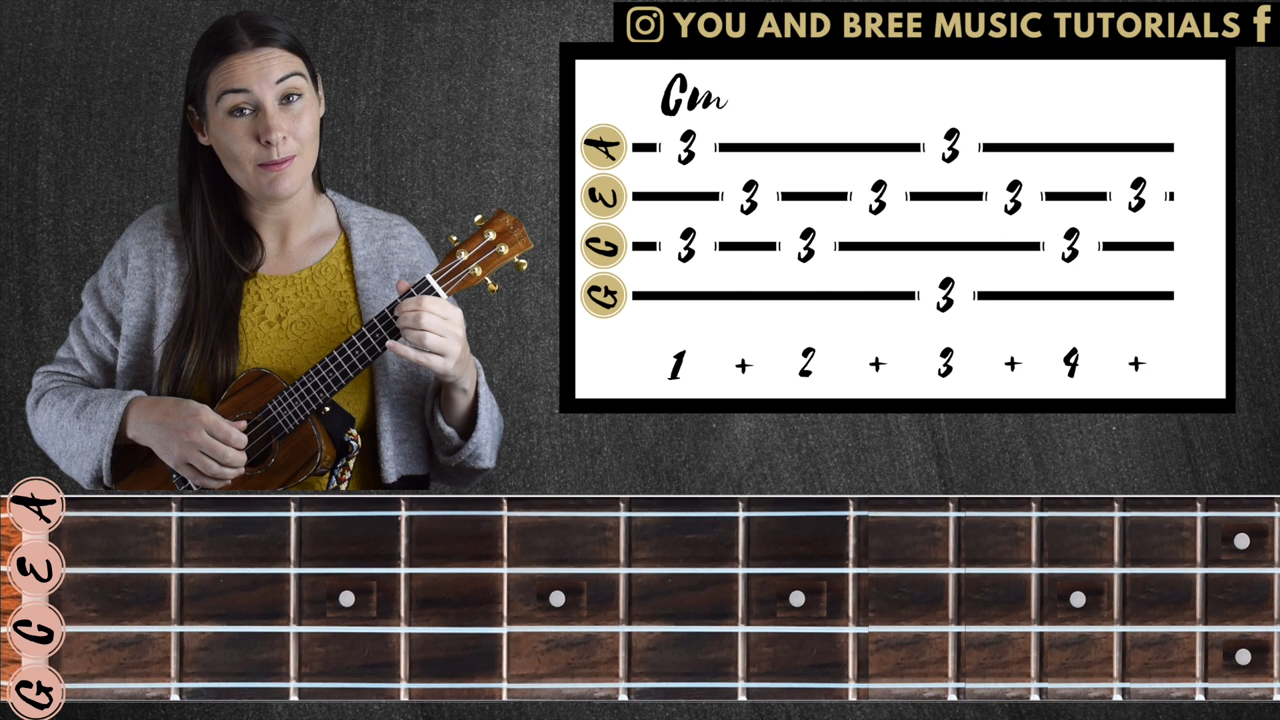 YOU AND BREE MUSIC TUTORIALS
Cm
A 3 3
E 3 3 3 3
C 3 3 3
G 3
1 + 2 + 3 + 4 +
A
E
C
G